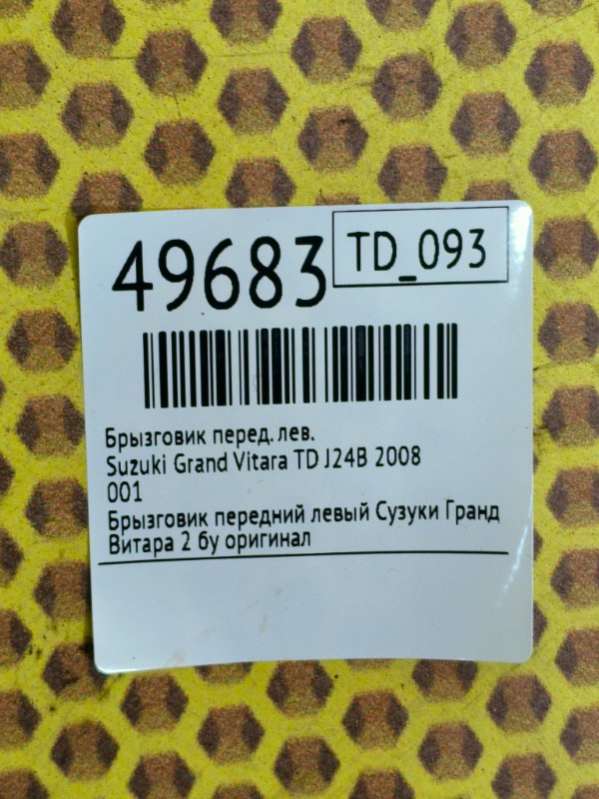 49683
TD_093
Брызговик перед. лев.
Suzuki Grand Vitara TD J24B 2008
001
Брызговик передний левый Сузуки Гранд
Витара 2 бу оригинал